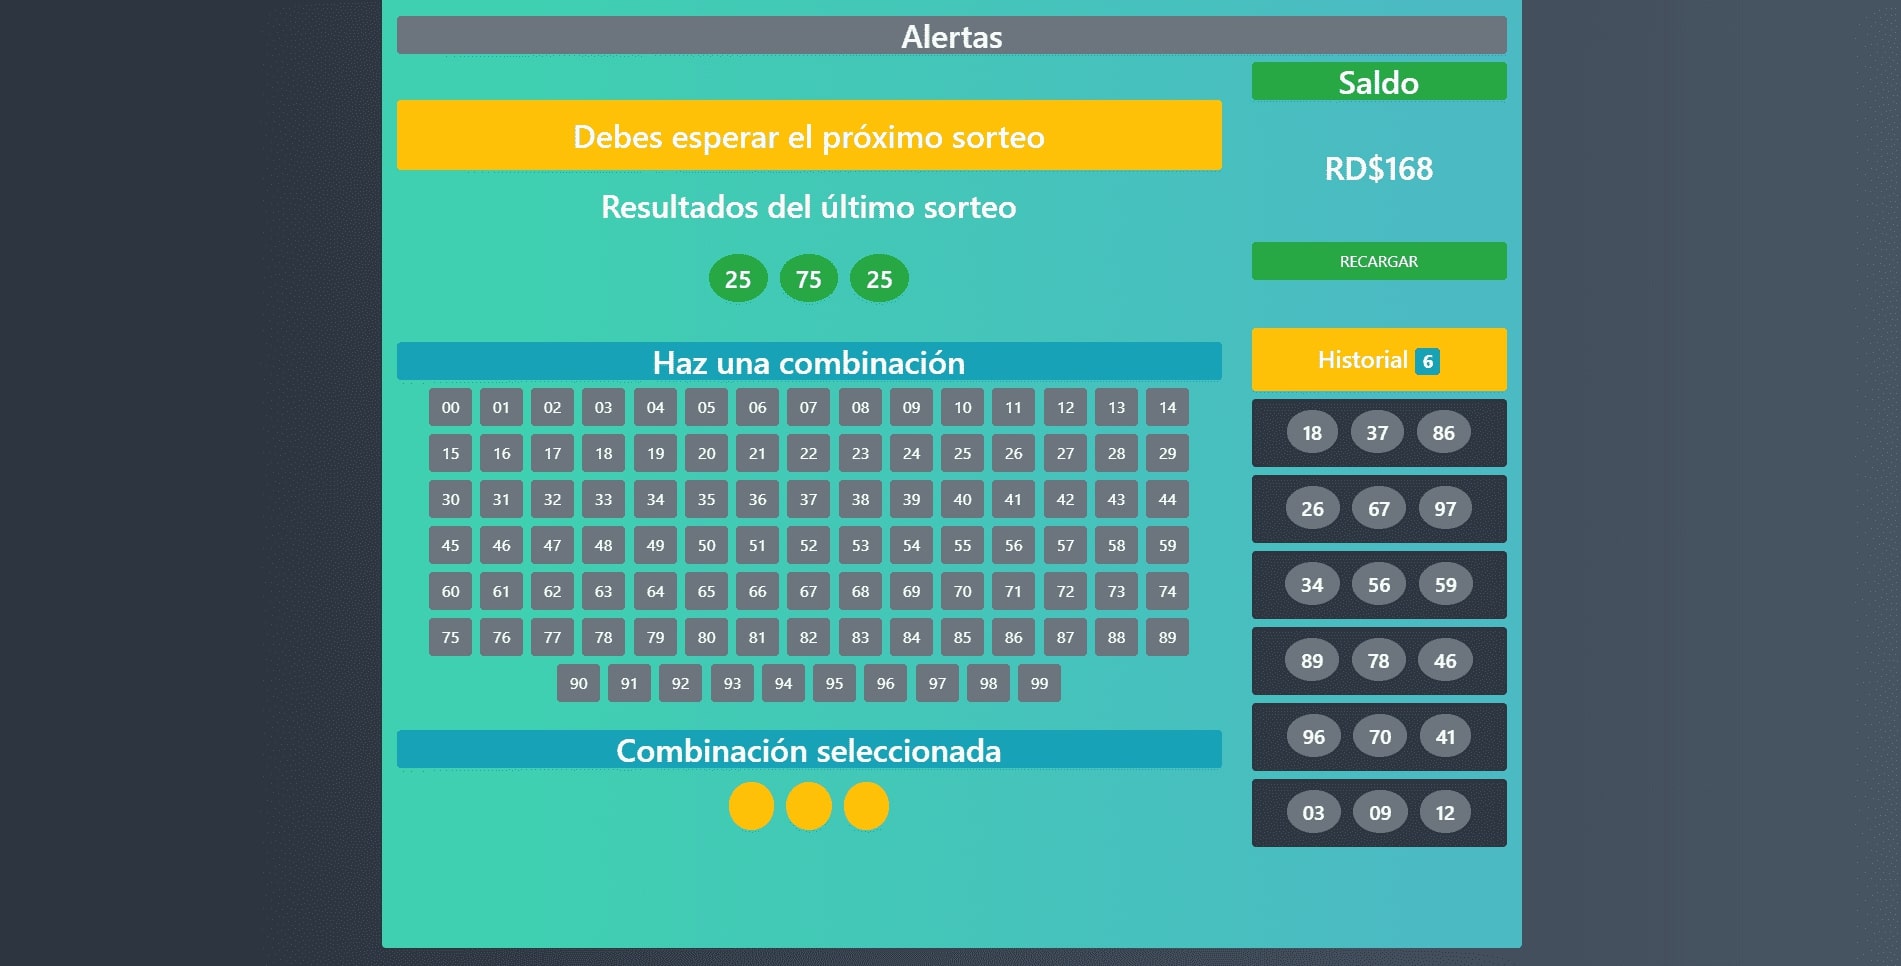 Alertas
Saldo
Debes esperar el próximo sorteo
RD$168
Resultados del último sorteo
RECARGAR
25 75 25
Haz una combinación
00 01 02 03 04 05 06 07 08 09 10 11 12 13 14
15 16 17 18 19 20 21 22 23 24 25 26 27 28 29
30 31 32 33 34 35 36 37 38 39 40 41 42 43 44
45 46 47 48 49 50 51 52 53 54 55 56 57 58 59
60 61 62 63 64 65 66 67 68 69 70 71 72 73 74
75 76 77 78 79 80 81 82 83 84 85 86 87 88 89
90 91 92 93 94 95 96 97 98 99
Combinación seleccionada
Historial 6
18 37 86
26 67 97
34 56 59
89 78 46
96 70 41
03 09 12